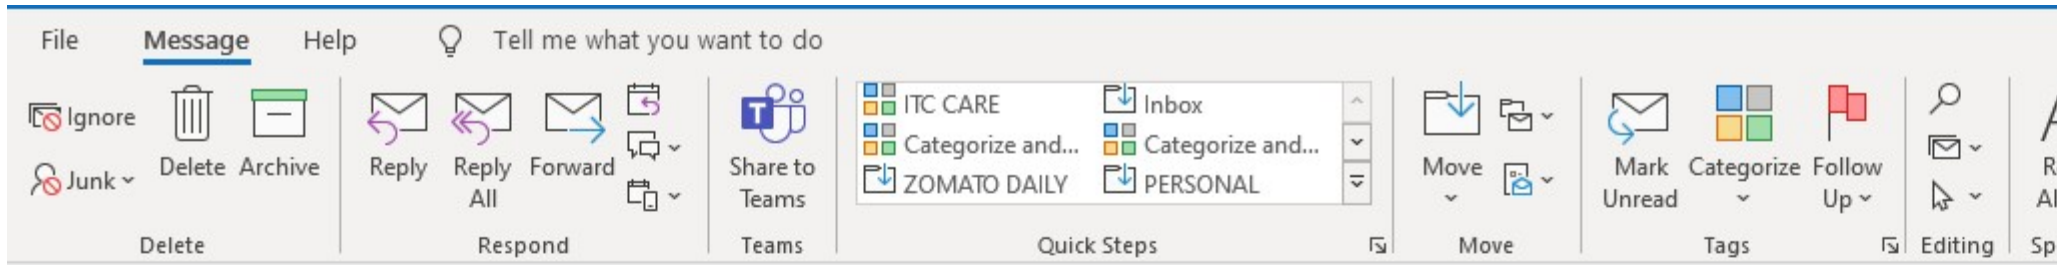 File Message Help Tell me what you want to do
Ignore
Junk
Delete
Archive
Delete
Reply
Reply
All
Forward
Respond
Share to
Teams
Teams
ITC CARE Inbox
Categorize and... Categorize and...
ZOMATO DAILY PERSONAL
Quick Steps
Move
Move
Mark
Unread
Categorize
Follow
Up
Tags
Editing
Sp